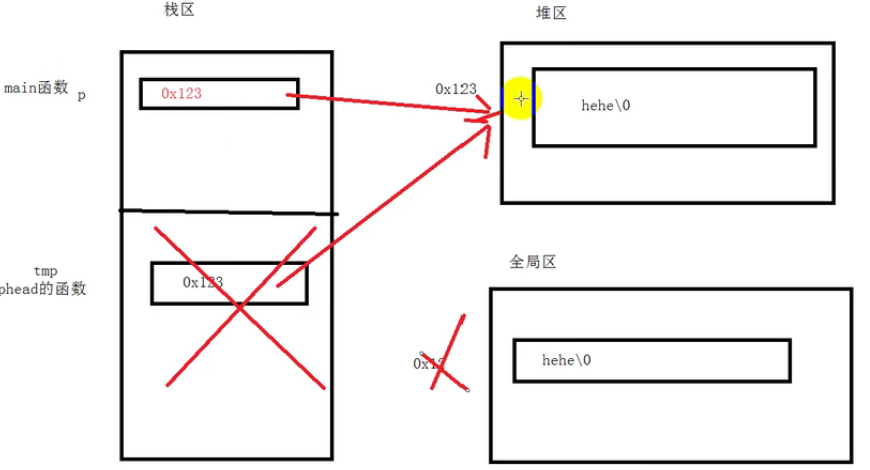 栈区
堆区
main函数 p
0x123
0x123
hehe\0
tmp
phead的函数
0x123
全局区
hehe\0